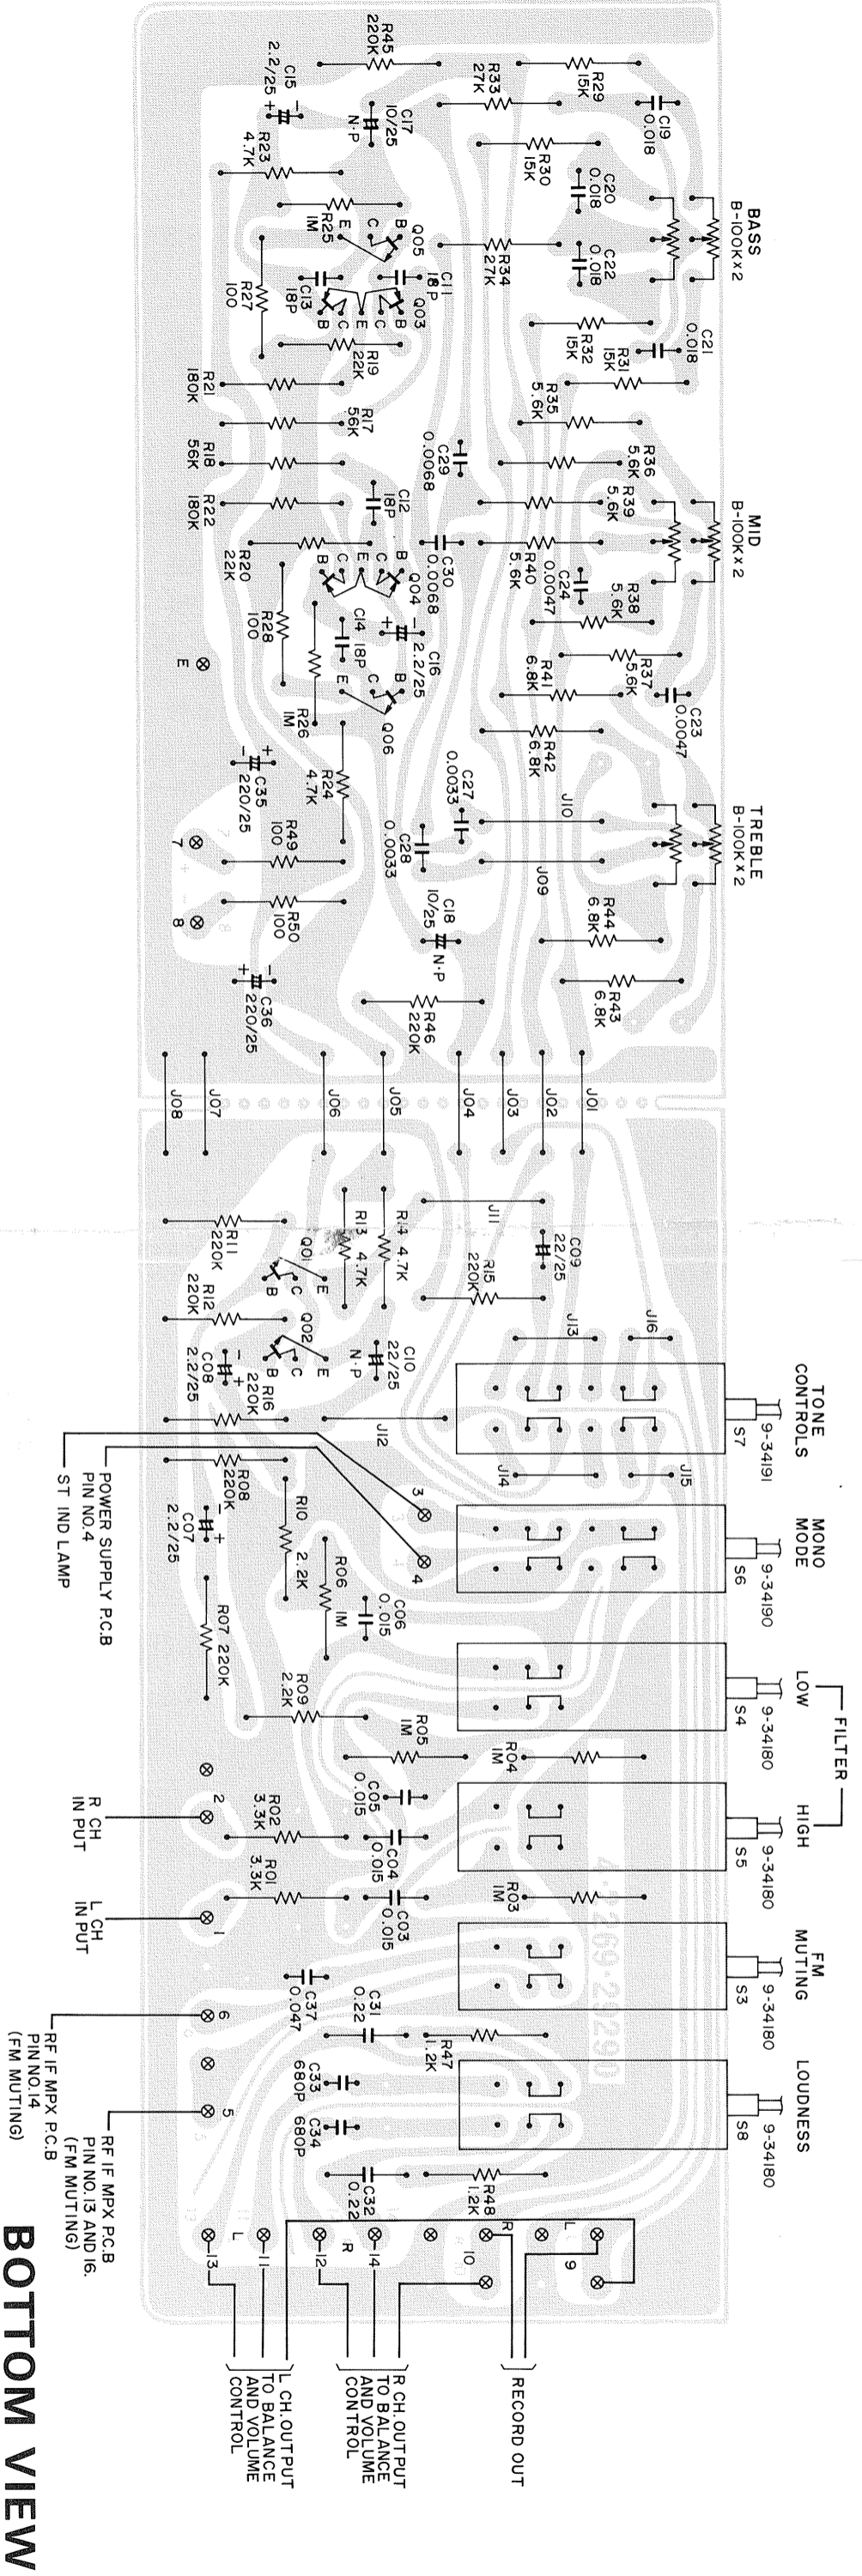 BASS
B-100K×2
MID
B-100K×2
TREBLE
B-100K×2
R45
220K
C15
2.2/25
+
-
C17
10/25
N·P
R33
27K
R29
15K
C19
0.018
R23
4.7K
R30
15K
C20
0.018
R25
1M
E
C
B
Q05
R34
27K
C22
0.018
C11
18P
C13
18P
Q03
B
C
E
C
B
R27
100
R19
22K
R32
15K
R31
15K
C21
0.018
R21
180K
R35
5.6K
R17
56K
R18
56K
C29
0.0068
R36
5.6K
R22
180K
C12
18P
R39
5.6K
R20
22K
B
C
E
C
B
Q04
C30
0.0068
R40
5.6K
C24
0.0047
R38
5.6K
R28
100
C14
18P
+
-
C16
2.2/25
E
R26
1M
E
C
B
Q06
R37
5.6K
R41
6.8K
C23
0.0047
R42
6.8K
-
+
C35
220/25
R24
4.7K
C27
0.0033
J10
7
R49
100
C28
0.0033
J09
8
R50
100
C18
10/25
N·P
R44
6.8K
+
-
C36
220/25
R46
220K
R43
6.8K
J08
J07
J06
J05
J04
J03
J02
J01
R11
220K
Q01
B
C
E
R13 4.7K
R14 4.7K
J11
C09
22/25
R15
220K
R12
220K
Q02
B
C
E
C10
22/25
N·P
J13
J16
C08
2.2/25
-
+
R16
220K
J12
TONE
CONTROLS
9-34191
S7
J14
J15
R08
220K
3
4
POWER SUPPLY P.C.B
PIN NO.4
ST IND LAMP
C07
2.2/25
-
+
R10
2.2K
R06
1M
C06
0.015
MONO
MODE
9-34190
S6
R07 220K
R09
2.2K
FILTER
LOW
9-34180
S4
R05
1M
R04
1M
2
R CH
INPUT
R02
3.3K
C05
0.015
C04
0.015
HIGH
9-34180
S5
R01
3.3K
C03
0.015
R03
1M
1
L CH
INPUT
FM
MUTING
9-34180
S3
C37
0.047
C31
0.22
R47
1.2K
6
RF IF MPX P.C.B
PIN NO.14
(FM MUTING)
5
RF IF MPX P.C.B
PIN NO.13 AND 16.
(FM MUTING)
C33
680P
C34
680P
LOUDNESS
9-34180
S8
C32
0.22
R48
1.2K
13
L
11
12
R
14
10
R
L
9
L CH.OUTPUT
TO BALANCE
AND VOLUME
CONTROL
R CH.OUTPUT
TO BALANCE
AND VOLUME
CONTROL
RECORD OUT
BOTTOM VIEW